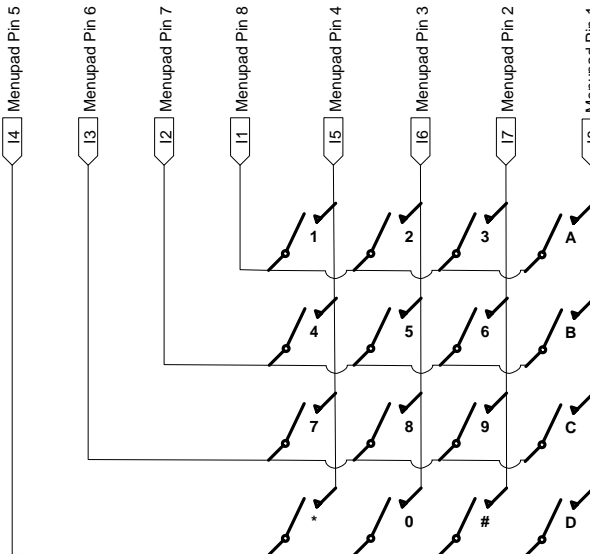 Menupad Pin 5
Menupad Pin 6
Menupad Pin 7
Menupad Pin 8
Menupad Pin 4
Menupad Pin 3
Menupad Pin 2
I4
I3
I2
I1
I5
I6
I7
1 2 3 A
4 5 6 B
7 8 9 C
* 0 # D